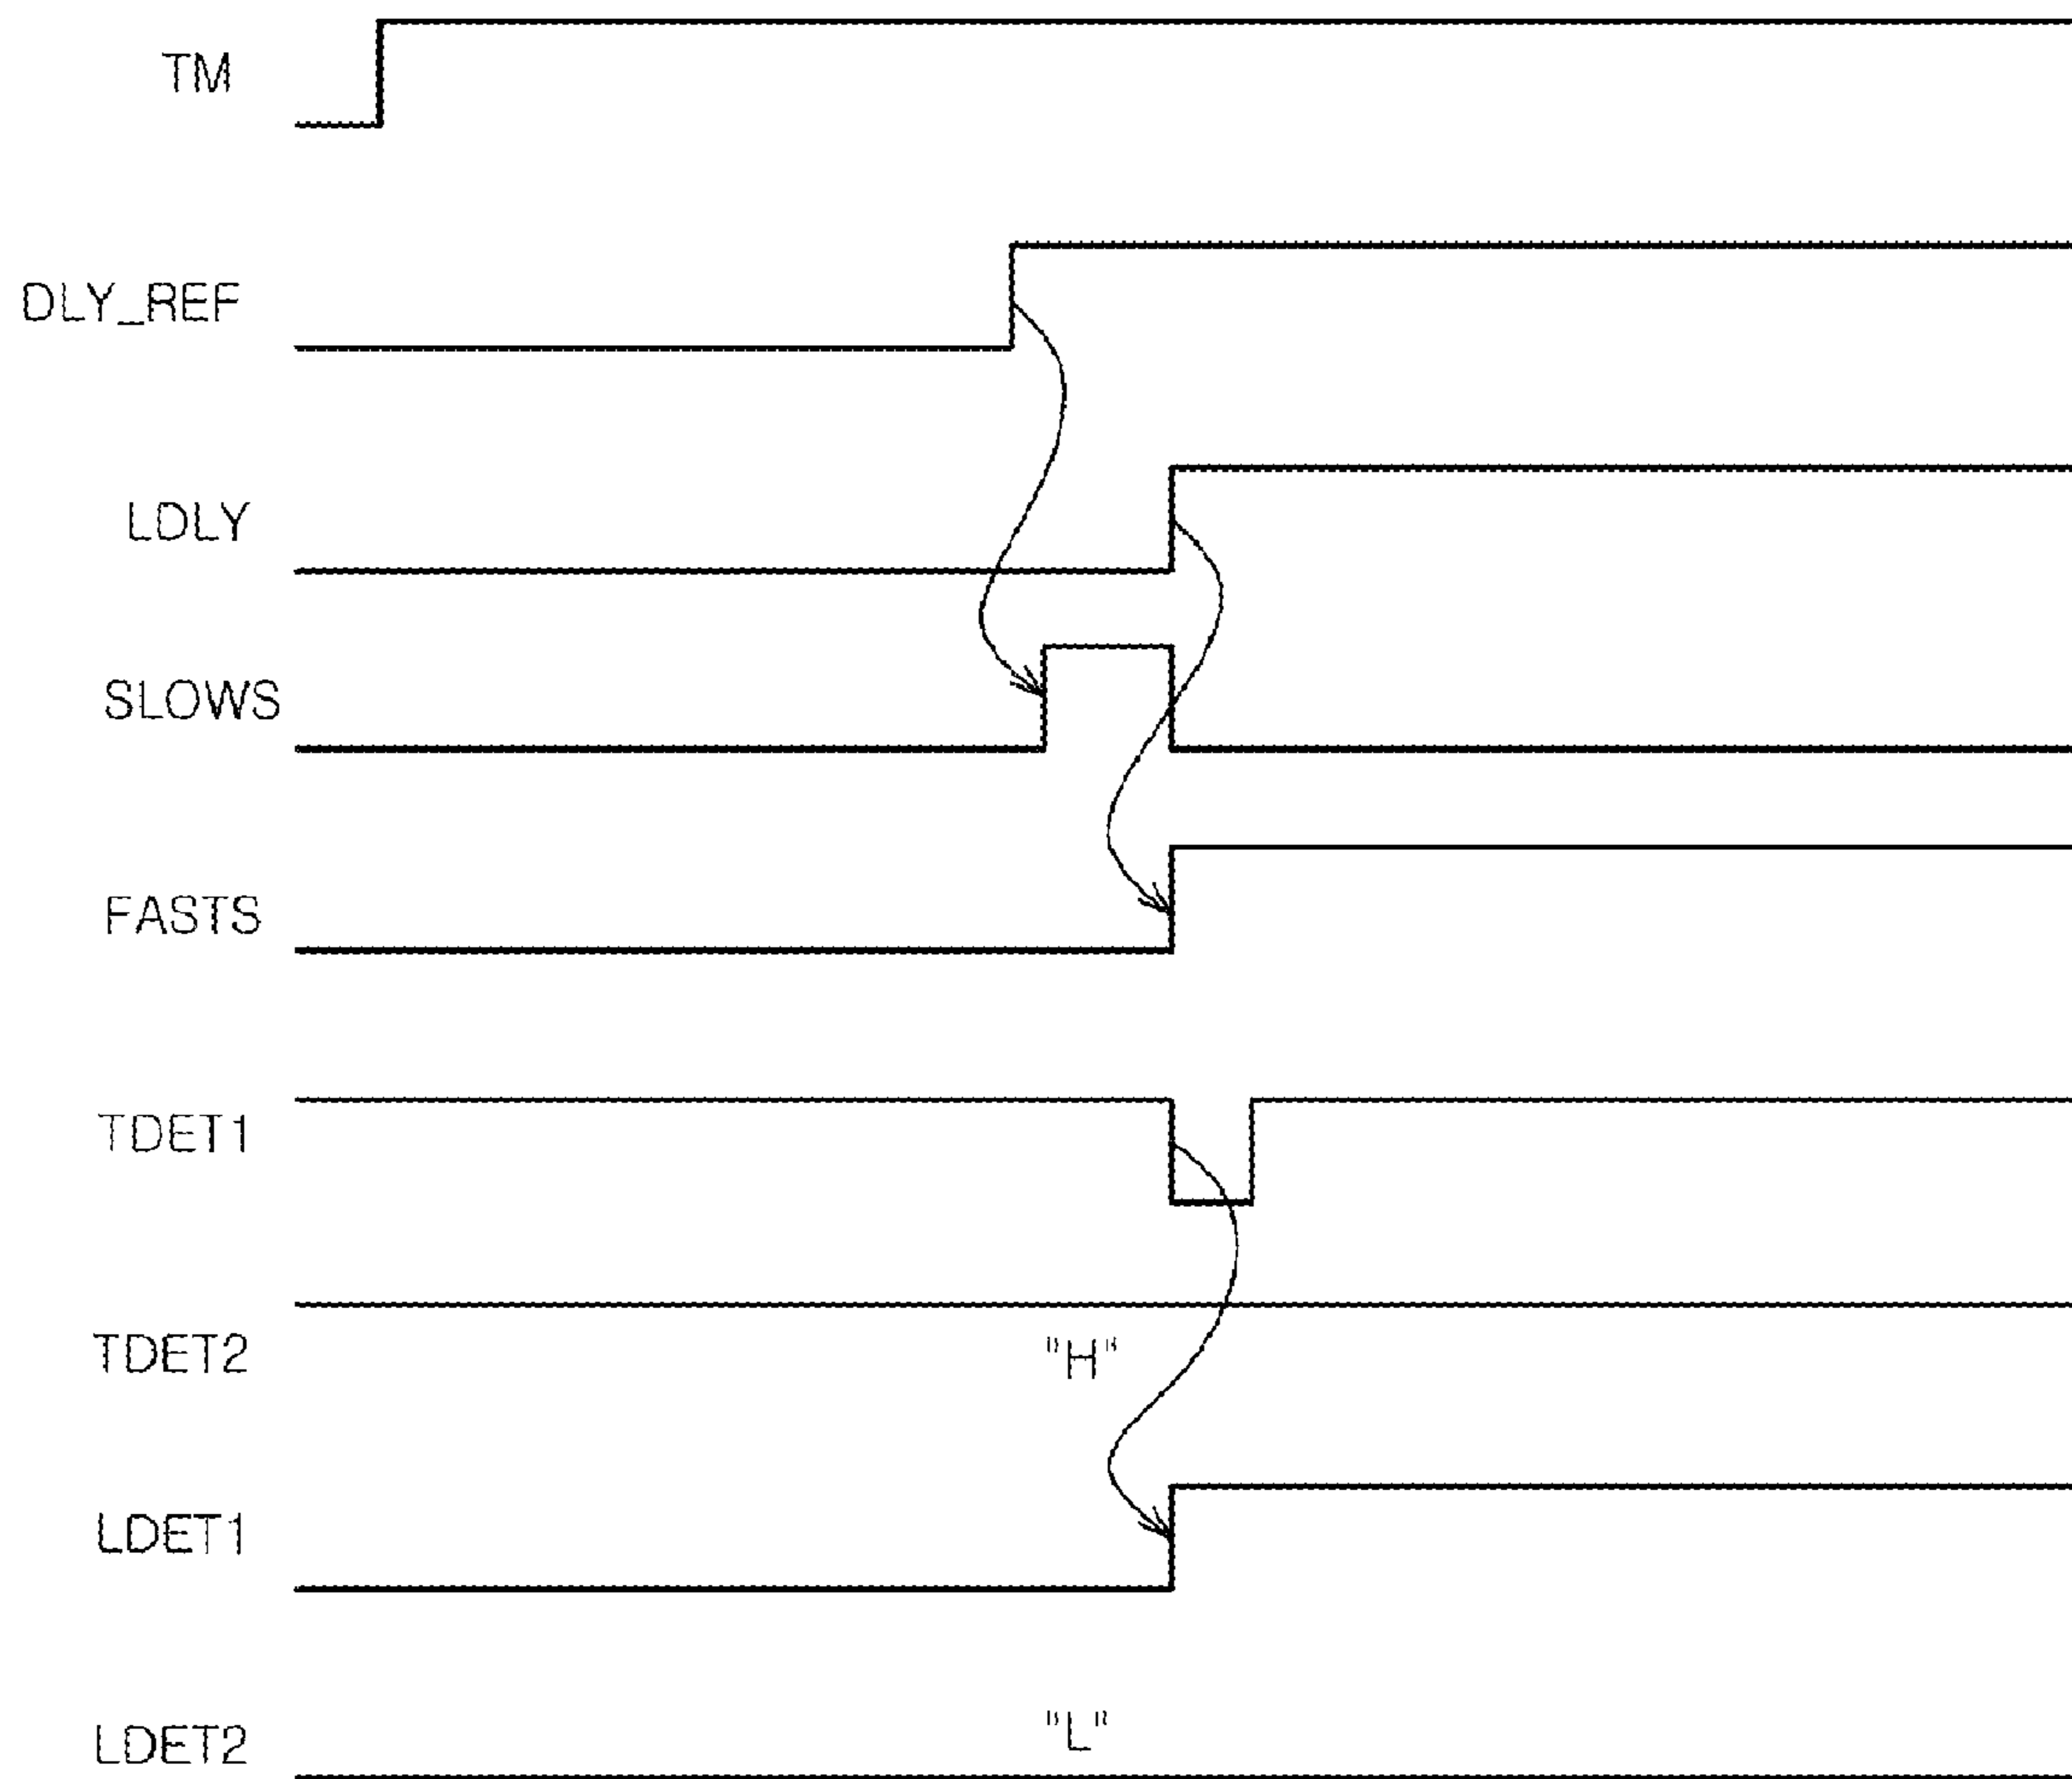 TM
DLY_REF
LDLY
SLOWS
FASTS
TDET1
TDET2
"H"
LDET1
LDET2
"L"